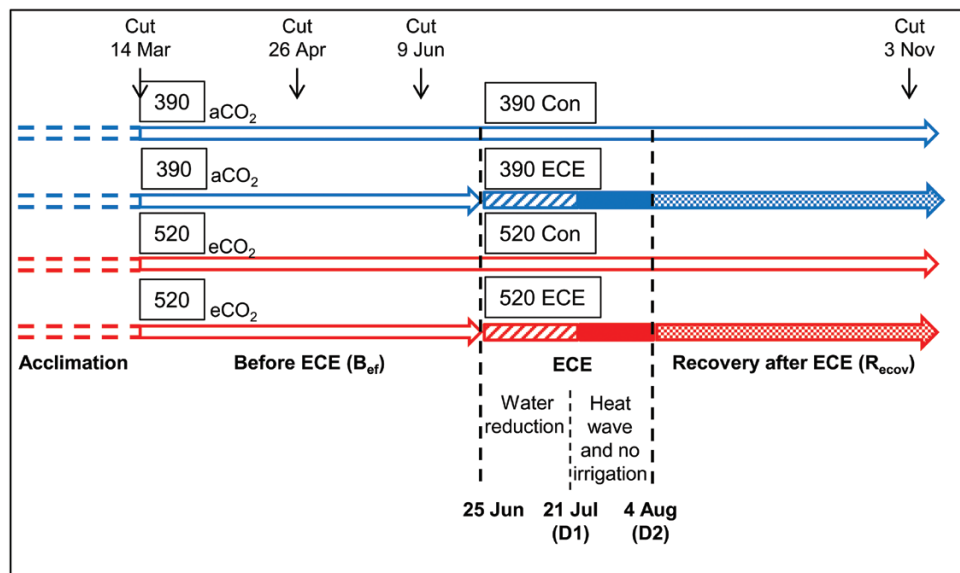 Cut
14 Mar
Cut
26 Apr
Cut
9 Jun
Cut
3 Nov
390
aCO₂
390 Con
390
aCO₂
390 ECE
520
eCO₂
520 Con
520
eCO₂
520 ECE
Acclimation
Before ECE (Bef)
ECE
Recovery after ECE (Recov)
Water
reduction
Heat
wave
and no
irrigation
25 Jun
21 Jul
(D1)
4 Aug
(D2)